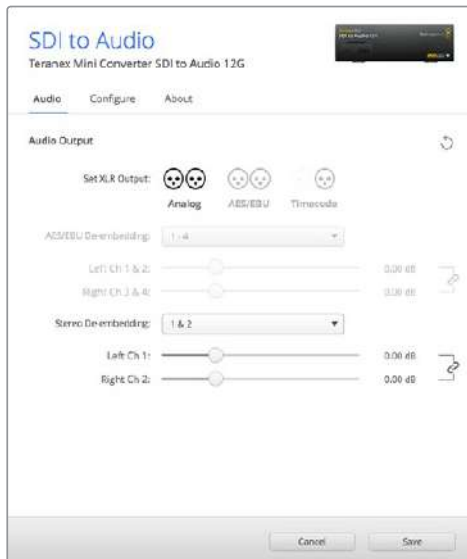 SDI to Audio
Teranex Mini Converter SDI to Audio 12G
Audio Configure About
Audio Output
Set XLR Output:
Analog AES/EBU Timecode
AES/EBU De-embedding: 1 - 4
Left Ch 1 & 2: 0.00 dB
Right Ch 3 & 4: 0.00 dB
Stereo De-embedding: 1 & 2
Left Ch 1: 0.00 dB
Right Ch 2: 0.00 dB
Cancel Save